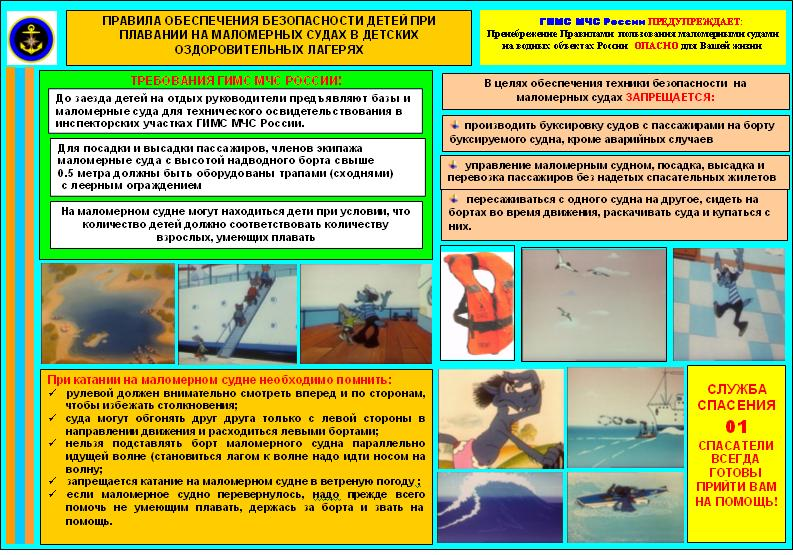 ПРАВИЛА ОБЕСПЕЧЕНИЯ БЕЗОПАСНОСТИ ДЕТЕЙ ПРИ
ПЛАВАНИИ НА МАЛОМЕРНЫХ СУДАХ В ДЕТСКИХ
ОЗДОРОВИТЕЛЬНЫХ ЛАГЕРЯХ
ГИМС МЧС России ПРЕДУПРЕЖДАЕТ:
Пренебрежение Правилами пользования маломерными судами
на водных объектах России ОПАСНО для Вашей жизни
ТРЕБОВАНИЯ ГИМС МЧС РОССИИ:
До заезда детей на отдых руководители предъявляют базы и
маломерные суда для технического освидетельствования в
инспекторских участках ГИМС МЧС России.
Для посадки и высадки пассажиров, членов экипажа
маломерные суда с высотой надводного борта свыше
0.5 метра должны быть оборудованы трапами (сходнями)
с леерным ограждением
На маломерном судне могут находиться дети при условии, что
количество детей должно соответствовать количеству
взрослых, умеющих плавать
В целях обеспечения техники безопасности на
маломерных судах ЗАПРЕЩАЕТСЯ:
производить буксировку судов с пассажирами на борту
буксируемого судна, кроме аварийных случаев
управление маломерным судном, посадка, высадка и
перевозка пассажиров без надетых спасательных жилетов
пересаживаться с одного судна на другое, сидеть на
бортах во время движения, раскачивать суда и купаться с
них.
При катании на маломерном судне необходимо помнить:
✓ рулевой должен внимательно смотреть вперед и по сторонам,
чтобы избежать столкновения;
✓ суда могут обгонять друг друга только с левой стороны в
направлении движения и расходиться левыми бортами;
✓ нельзя подставлять борт маломерного судна параллельно
идущей волне (становиться лагом к волне надо идти носом на
волну;
✓ запрещается катание на маломерном судне в ветреную погоду ;
✓ если маломерное судно перевернулось, надо прежде всего
помочь не умеющим плавать, держась за борта и звать на
помощь.
СЛУЖБА
СПАСЕНИЯ
01
СПАСАТЕЛИ
ВСЕГДА
ГОТОВЫ
ПРИЙТИ ВАМ
НА ПОМОЩЬ!